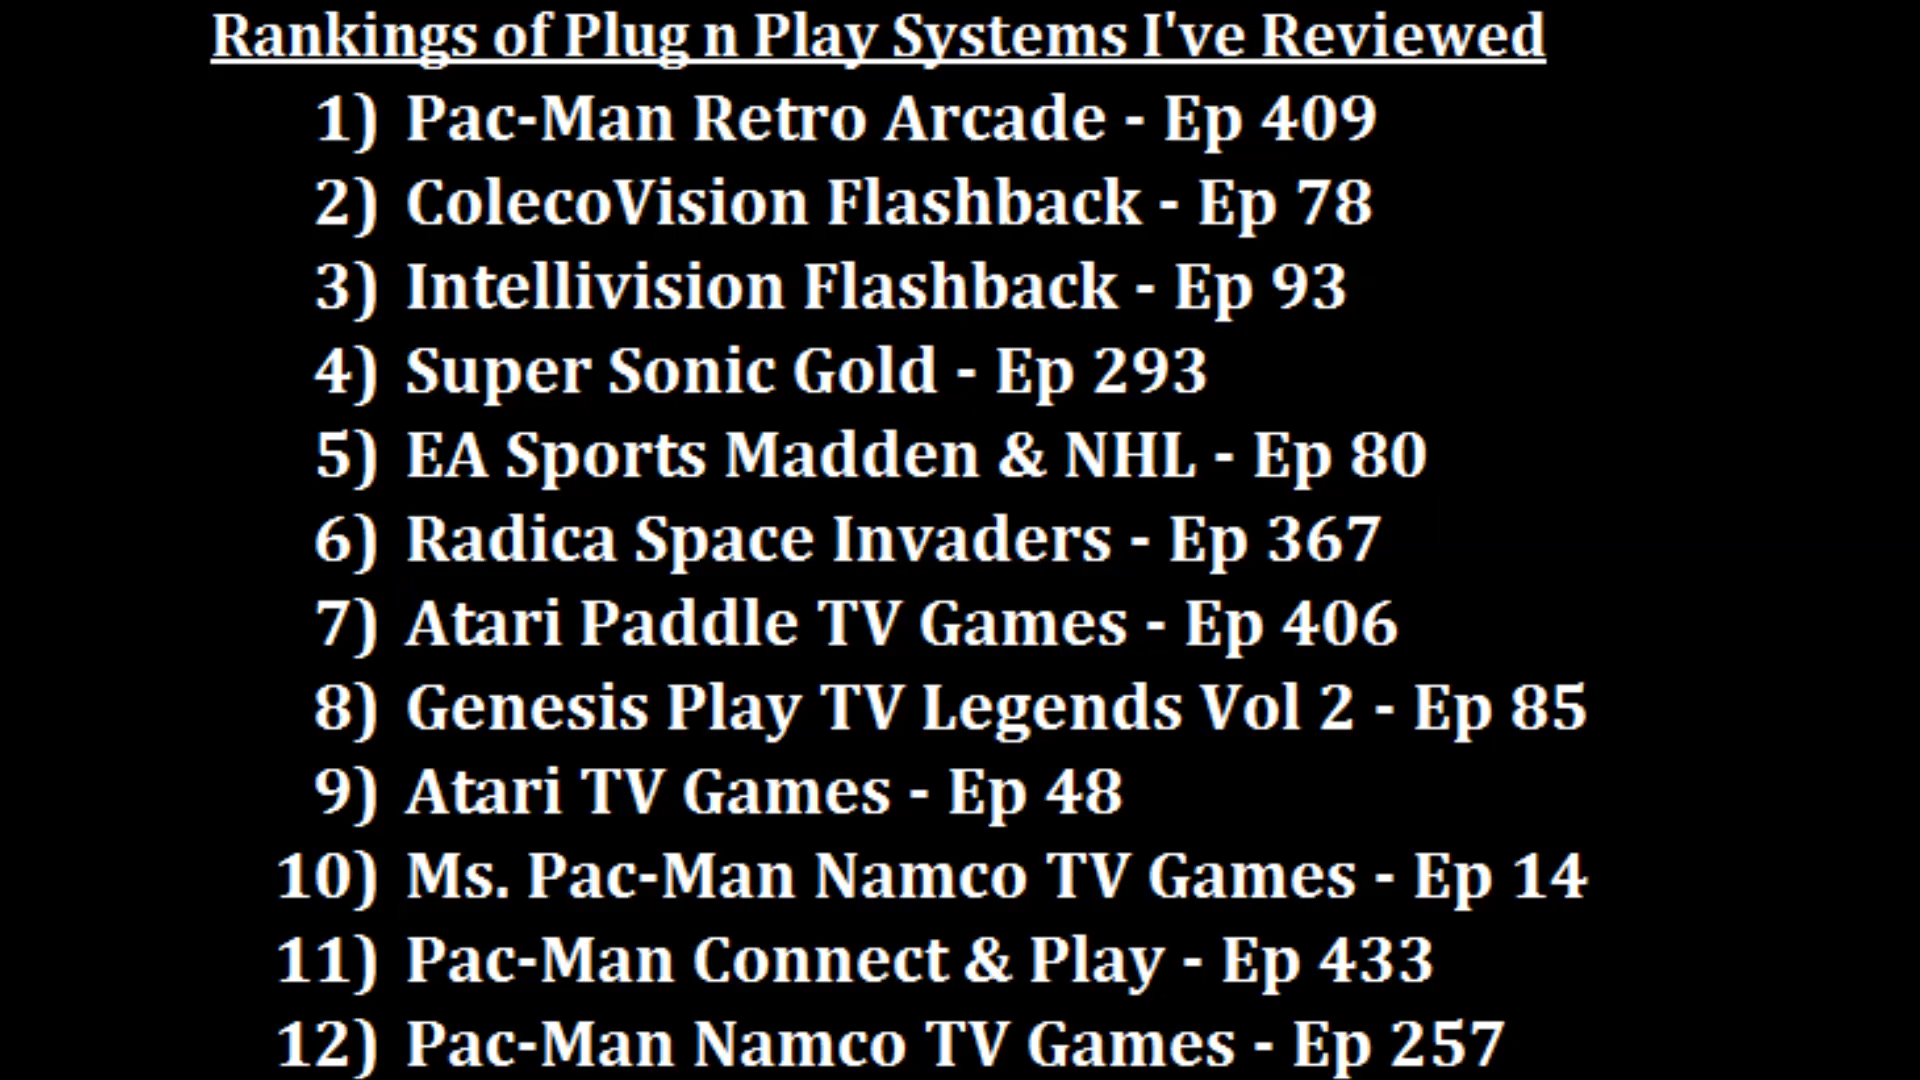 Rankings of Plug n Play Systems I've Reviewed
1) Pac-Man Retro Arcade - Ep 409
2) ColecoVision Flashback - Ep 78
3) Intellivision Flashback - Ep 93
4) Super Sonic Gold - Ep 293
5) EA Sports Madden & NHL - Ep 80
6) Radica Space Invaders - Ep 367
7) Atari Paddle TV Games - Ep 406
8) Genesis Play TV Legends Vol 2 - Ep 85
9) Atari TV Games - Ep 48
10) Ms. Pac-Man Namco TV Games - Ep 14
11) Pac-Man Connect & Play - Ep 433
12) Pac-Man Namco TV Games - Ep 257